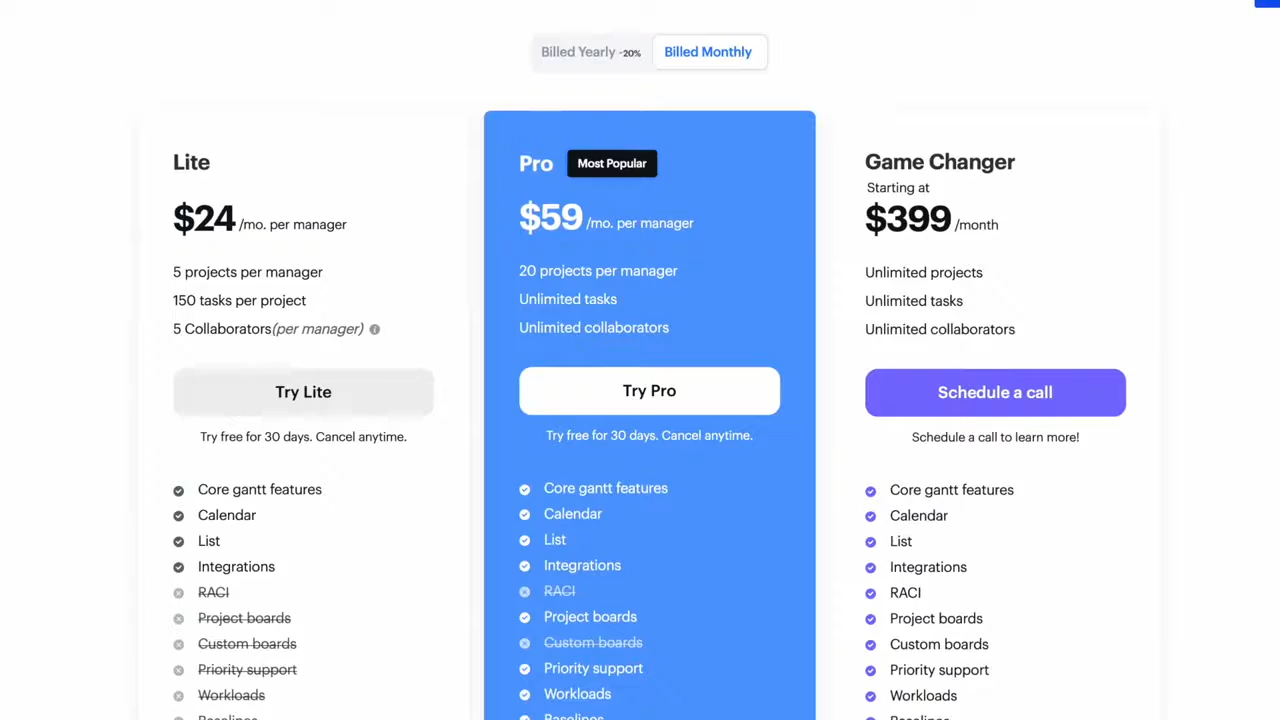 Billed Yearly -20% Billed Monthly
Lite
$24 /mo. per manager
5 projects per manager
150 tasks per project
5 Collaborators(per manager)
Try Lite
Try free for 30 days. Cancel anytime.
Core gantt features
Calendar
List
Integrations
RACI
Project boards
Custom boards
Priority support
Workloads
Baselines
Pro Most Popular
$59 /mo. per manager
20 projects per manager
Unlimited tasks
Unlimited collaborators
Try Pro
Try free for 30 days. Cancel anytime.
Core gantt features
Calendar
List
Integrations
RACI
Project boards
Custom boards
Priority support
Workloads
Baselines
Game Changer
Starting at
$399 /month
Unlimited projects
Unlimited tasks
Unlimited collaborators
Schedule a call
Schedule a call to learn more!
Core gantt features
Calendar
List
Integrations
RACI
Project boards
Custom boards
Priority support
Workloads
Baselines